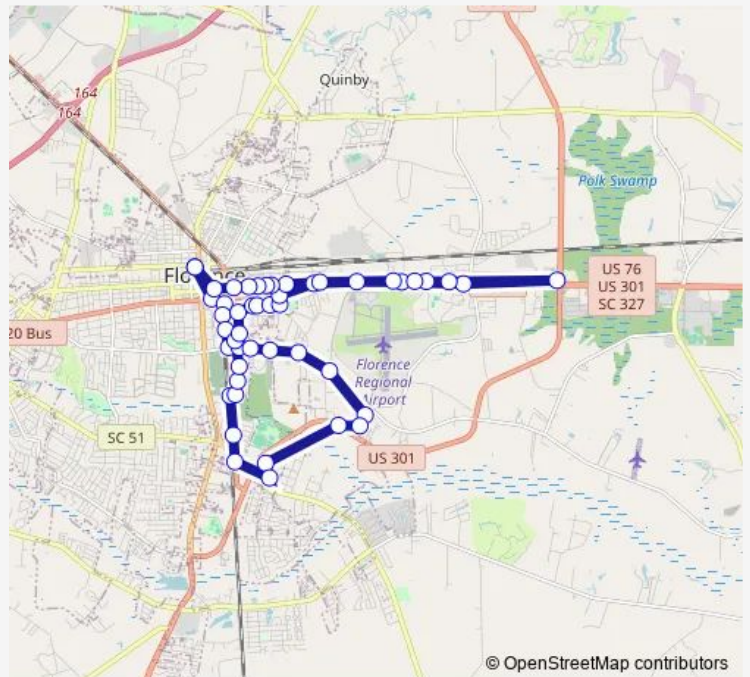 Quinby
164
164
Polk Swamp
Florence
US 76
US 301
SC 327
20 Bus
Florence
Regional
Airport
SC 51
US 301
© OpenStreetMap contributors